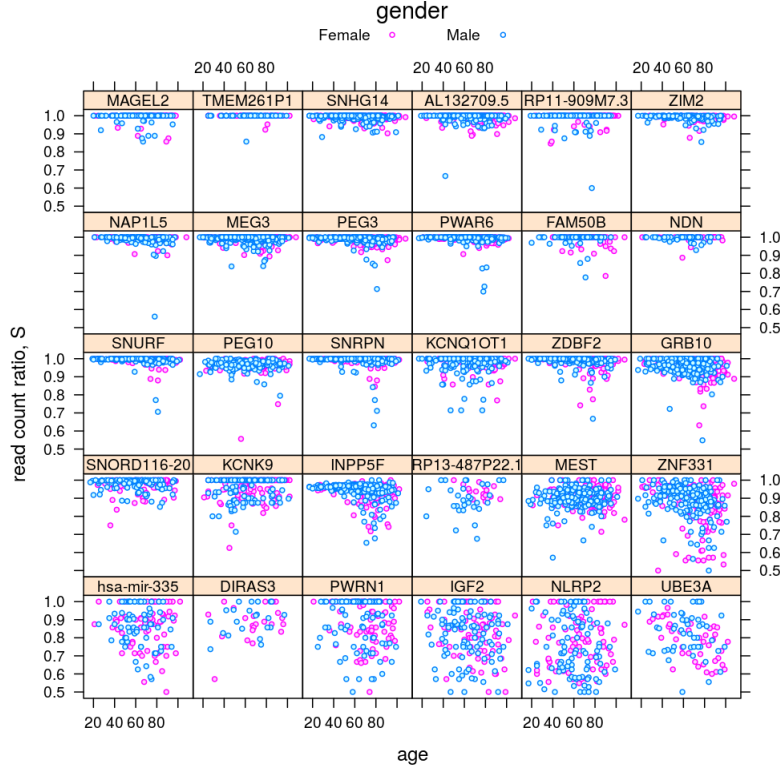 gender
Female Male
20 40 60 80 20 40 60 80 20 40 60 80
MAGEL2 TMEM261P1 SNHG14 AL132709.5 RP11-909M7.3 ZIM2
1.0
0.9
0.8
0.7
0.6
0.5
NAP1L5 MEG3 PEG3 PWAR6 FAM50B NDN
1.0
0.9
0.8
0.7
0.6
0.5
SNURF PEG10 SNRPN KCNQ1OT1 ZDBF2 GRB10
1.0
0.9
0.8
0.7
0.6
0.5
SNORD116-20 KCNK9 INPP5F RP13-487P22.1 MEST ZNF331
1.0
0.9
0.8
0.7
0.6
0.5
hsa-mir-335 DIRAS3 PWRN1 IGF2 NLRP2 UBE3A
1.0
0.9
0.8
0.7
0.6
0.5
20 40 60 80 20 40 60 80 20 40 60 80
age
read count ratio, S